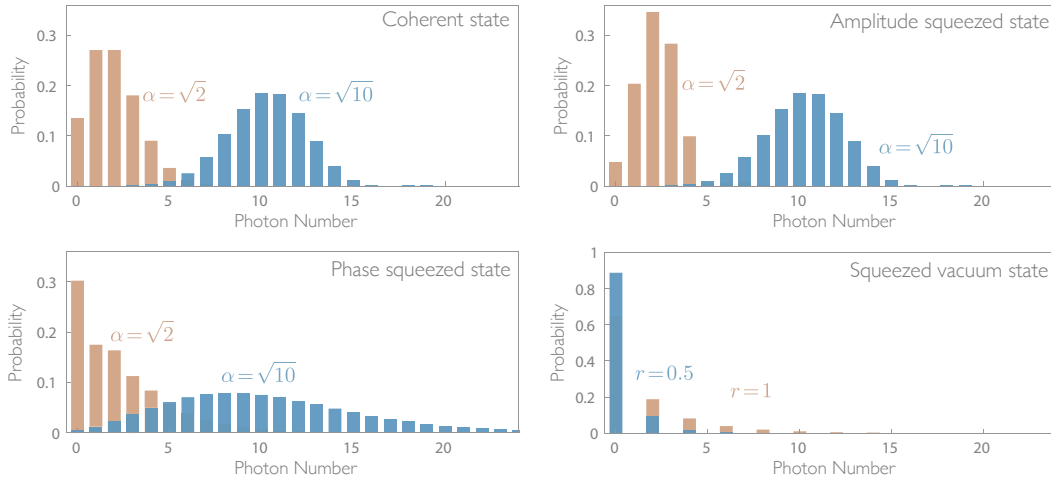 Coherent state
0.3
0.2
0.1
0
Probability
α=√2
α=√10
0 5 10 15 20
Photon Number
Amplitude squeezed state
0.3
0.2
0.1
0
Probability
α=√2
α=√10
0 5 10 15 20
Photon Number
Phase squeezed state
0.3
0.2
0.1
0
Probability
α=√2
α=√10
0 5 10 15 20
Photon Number
Squeezed vacuum state
1
0.8
0.6
0.4
0.2
0
Probability
r=0.5
r=1
0 5 10 15 20
Photon Number